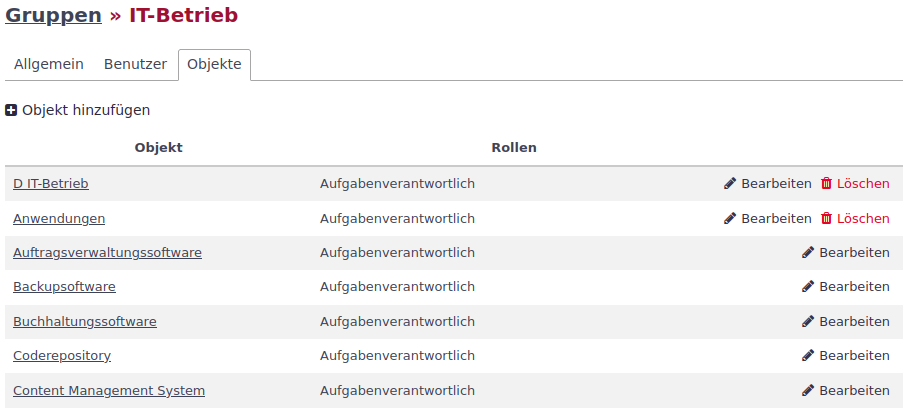 Gruppen » IT-Betrieb
Allgemein Benutzer Objekte
Objekt hinzufügen
Objekt Rollen
D IT-Betrieb Aufgabenverantwortlich Bearbeiten Löschen
Anwendungen Aufgabenverantwortlich Bearbeiten Löschen
Auftragsverwaltungssoftware Aufgabenverantwortlich Bearbeiten
Backupsoftware Aufgabenverantwortlich Bearbeiten
Buchhaltungssoftware Aufgabenverantwortlich Bearbeiten
Coderepository Aufgabenverantwortlich Bearbeiten
Content Management System Aufgabenverantwortlich Bearbeiten